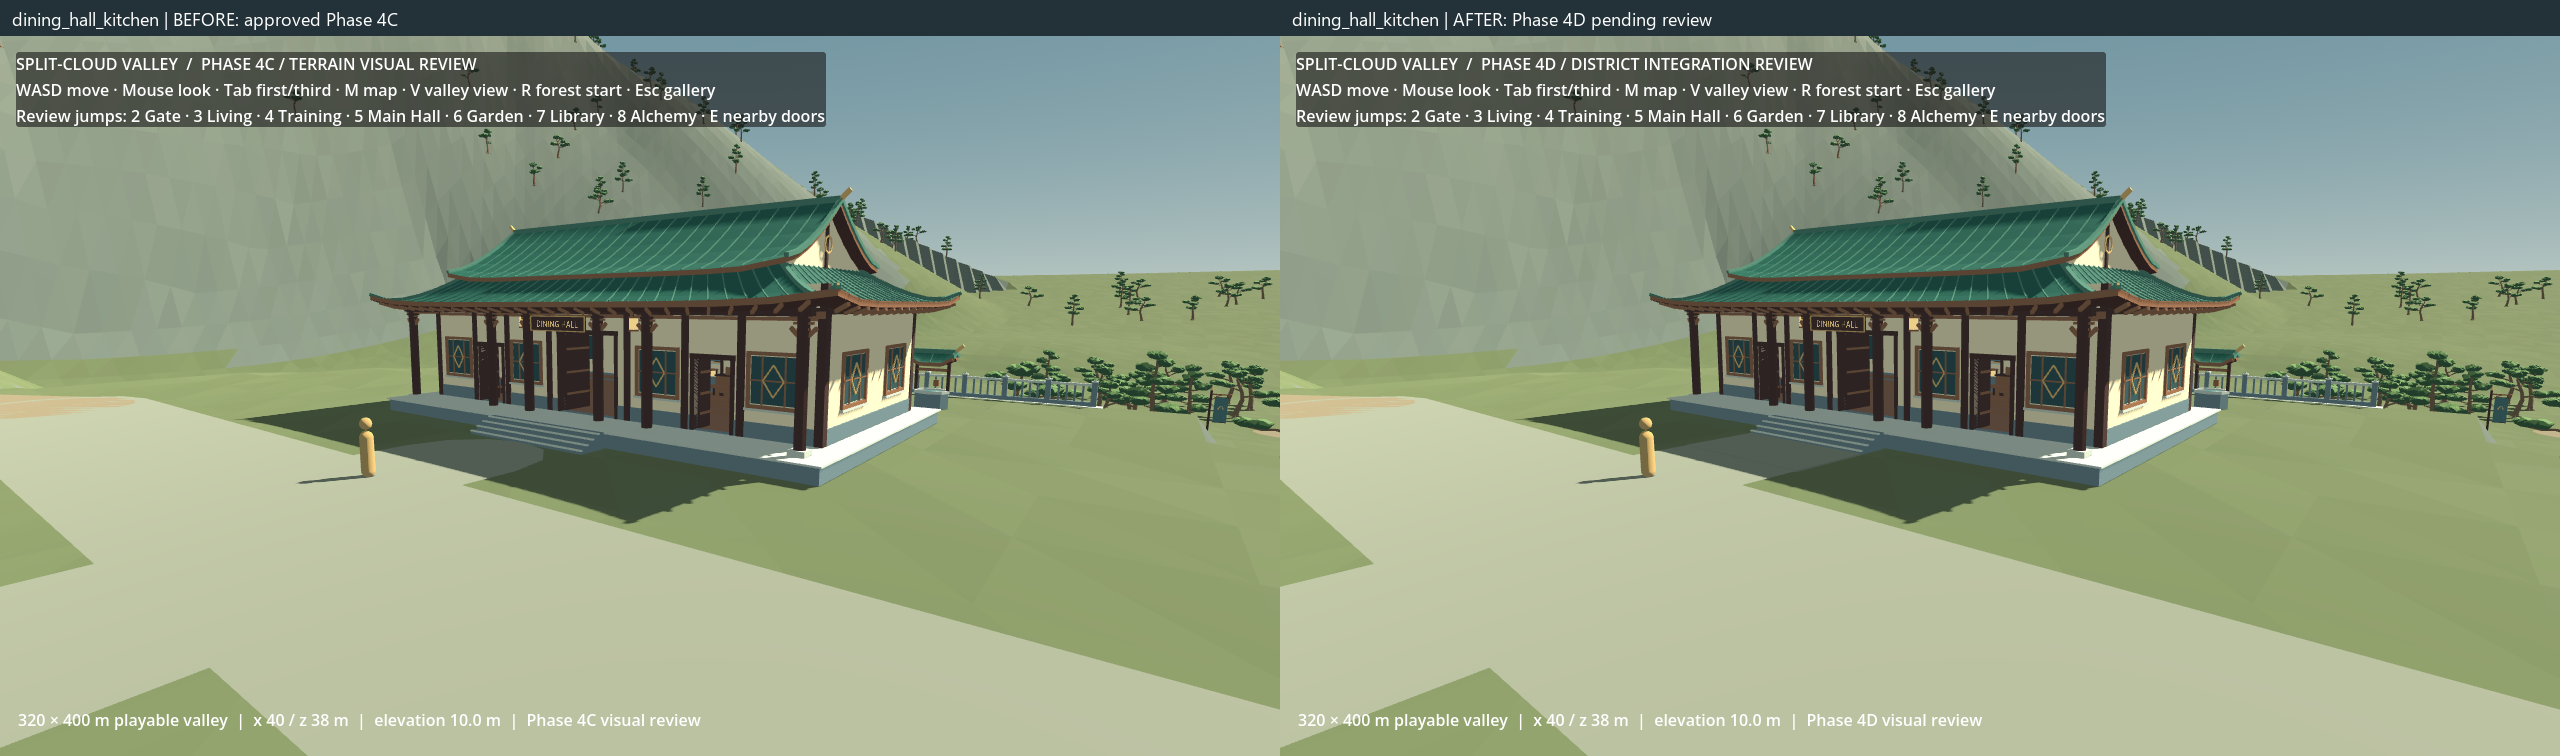 dining_hall_kitchen | BEFORE: approved Phase 4C
SPLIT-CLOUD VALLEY / PHASE 4C / TERRAIN VISUAL REVIEW
WASD move · Mouse look · Tab first/third · M map · V valley view · R forest start · Esc gallery
Review jumps: 2 Gate · 3 Living · 4 Training · 5 Main Hall · 6 Garden · 7 Library · 8 Alchemy · E nearby doors
DINING HALL
320 × 400 m playable valley | x 40 / z 38 m | elevation 10.0 m | Phase 4C visual review
dining_hall_kitchen | AFTER: Phase 4D pending review
SPLIT-CLOUD VALLEY / PHASE 4D / DISTRICT INTEGRATION REVIEW
WASD move · Mouse look · Tab first/third · M map · V valley view · R forest start · Esc gallery
Review jumps: 2 Gate · 3 Living · 4 Training · 5 Main Hall · 6 Garden · 7 Library · 8 Alchemy · E nearby doors
DINING HALL
320 × 400 m playable valley | x 40 / z 38 m | elevation 10.0 m | Phase 4D visual review